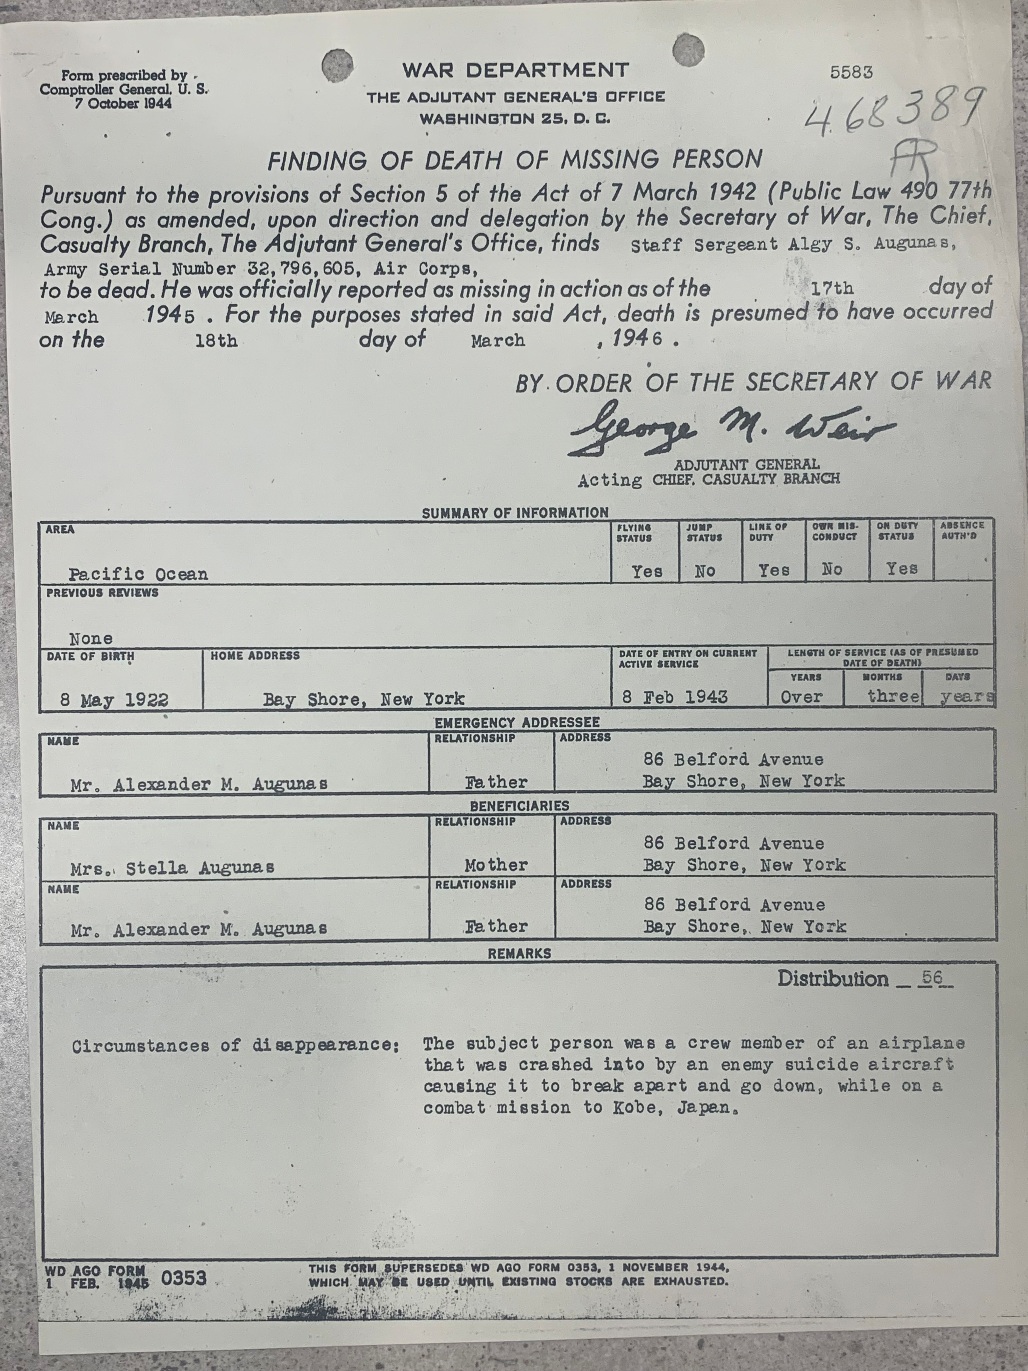 Form prescribed by
Comptroller General, U. S.
7 October 1944
WAR DEPARTMENT
THE ADJUTANT GENERAL'S OFFICE
WASHINGTON 25, D. C.
5583
468389
AR
FINDING OF DEATH OF MISSING PERSON
Pursuant to the provisions of Section 5 of the Act of 7 March 1942 (Public Law 490 77th
Cong.) as amended, upon direction and delegation by the Secretary of War, The Chief,
Casualty Branch, The Adjutant General's Office, finds Staff Sergeant Algy S. Augunas,
Army Serial Number 32,796,605, Air Corps,
to be dead. He was officially reported as missing in action as of the 17th day of
March 1945 . For the purposes stated in said Act, death is presumed to have occurred
on the 18th day of March , 1946 .
BY ORDER OF THE SECRETARY OF WAR
George M. Weir
ADJUTANT GENERAL
Acting CHIEF, CASUALTY BRANCH
SUMMARY OF INFORMATION
AREA
Pacific Ocean
FLYING STATUS
Yes
JUMP STATUS
No
LINE OF DUTY
Yes
OWN MIS-CONDUCT
No
ON DUTY STATUS
Yes
ABSENCE AUTH'D
PREVIOUS REVIEWS
None
DATE OF BIRTH
8 May 1922
HOME ADDRESS
Bay Shore, New York
DATE OF ENTRY ON CURRENT
ACTIVE SERVICE
8 Feb 1943
LENGTH OF SERVICE (AS OF PRESUMED
DATE OF DEATH)
YEARS MONTHS DAYS
Over three years
EMERGENCY ADDRESSEE
NAME
Mr. Alexander M. Augunas
RELATIONSHIP
Father
ADDRESS
86 Belford Avenue
Bay Shore, New York
BENEFICIARIES
NAME
Mrs. Stella Augunas
RELATIONSHIP
Mother
ADDRESS
86 Belford Avenue
Bay Shore, New York
NAME
Mr. Alexander M. Augunas
RELATIONSHIP
Father
ADDRESS
86 Belford Avenue
Bay Shore, New York
REMARKS
Distribution _ 56_
Circumstances of disappearance: The subject person was a crew member of an airplane
that was crashed into by an enemy suicide aircraft
causing it to break apart and go down, while on a
combat mission to Kobe, Japan.
WD AGO FORM
1 FEB. 1945 0353
THIS FORM SUPERSEDES WD AGO FORM 0353, 1 NOVEMBER 1944,
WHICH MAY BE USED UNTIL EXISTING STOCKS ARE EXHAUSTED.